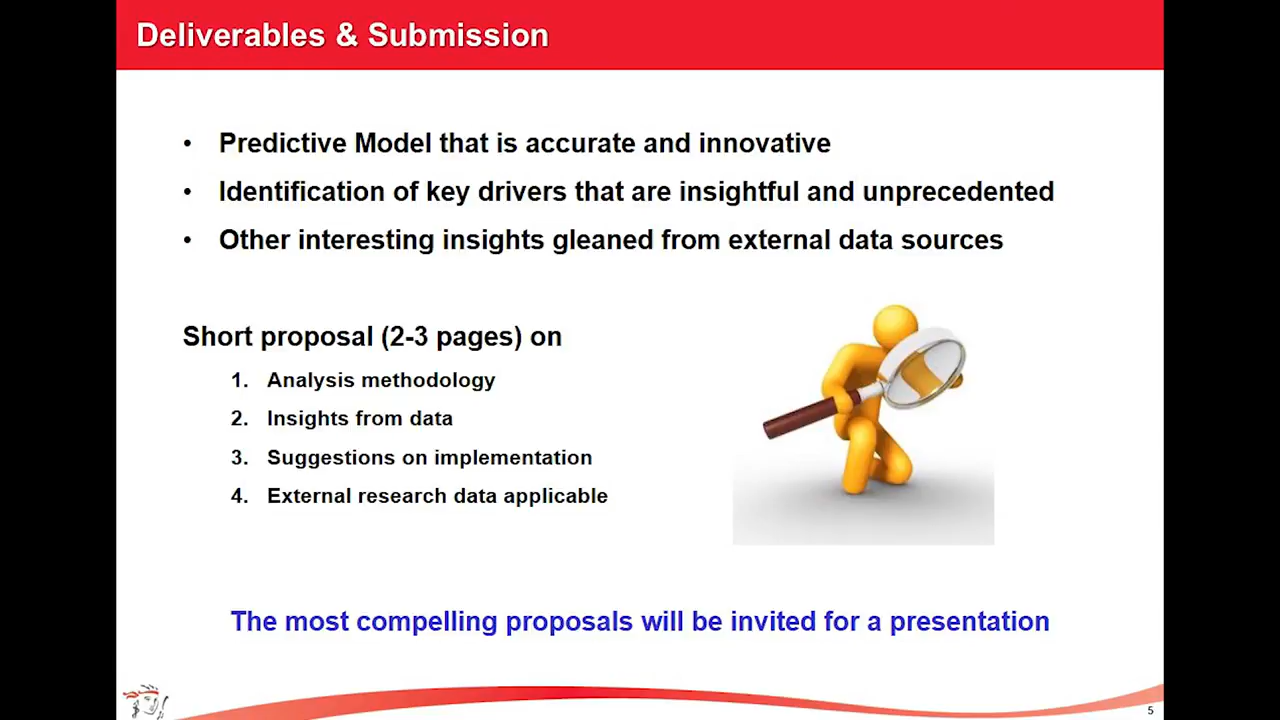 Deliverables & Submission
• Predictive Model that is accurate and innovative
• Identification of key drivers that are insightful and unprecedented
• Other interesting insights gleaned from external data sources
Short proposal (2-3 pages) on
1. Analysis methodology
2. Insights from data
3. Suggestions on implementation
4. External research data applicable
The most compelling proposals will be invited for a presentation
5